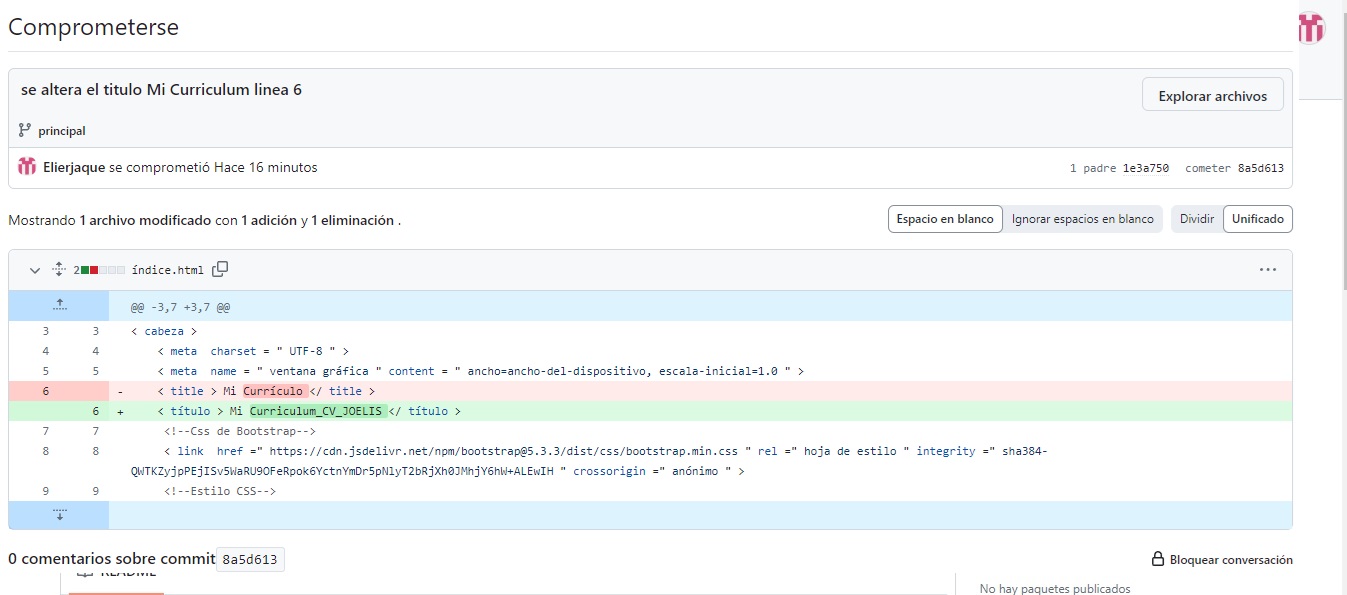 Comprometerse
se altera el titulo Mi Curriculum linea 6
Explorar archivos
principal
Elierjaque se comprometió Hace 16 minutos
1 padre 1e3a750 cometer 8a5d613
Mostrando 1 archivo modificado con 1 adición y 1 eliminación .
Espacio en blanco Ignorar espacios en blanco Dividir Unificado
2 índice.html
@@ -3,7 +3,7 @@
3 3 < cabeza >
4 4 < meta charset = " UTF-8 " >
5 5 < meta name = " ventana gráfica " content = " ancho=ancho-del-dispositivo, escala-inicial=1.0 " >
6 - < title > Mi Currículo </ title >
6 + < título > Mi Curriculum_CV_JOELIS </ título >
7 7 <!--Css de Bootstrap-->
8 8 < link href =" https://cdn.jsdelivr.net/npm/bootstrap@5.3.3/dist/css/bootstrap.min.css " rel =" hoja de estilo " integrity =" sha384-
QWTKZyjpPEjISv5WaRU9OFeRpok6YctnYmDr5pNlyT2bRjXh0JMhjY6hW+ALEwIH " crossorigin =" anónimo " >
9 9 <!--Estilo CSS-->
0 comentarios sobre commit 8a5d613
Bloquear conversación
README
No hay paquetes publicados